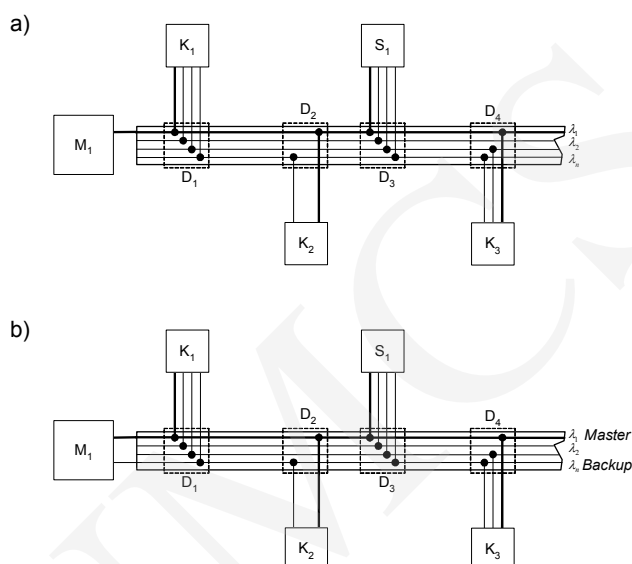 a)
K₁
S₁
D₂
D₄
M₁
λ₁
λ₂
λₙ
D₁
D₃
K₂
K₃
b)
K₁
S₁
D₂
D₄
M₁
λ₁ Master
λ₂
λₙ Backup
D₁
D₃
K₂
K₃